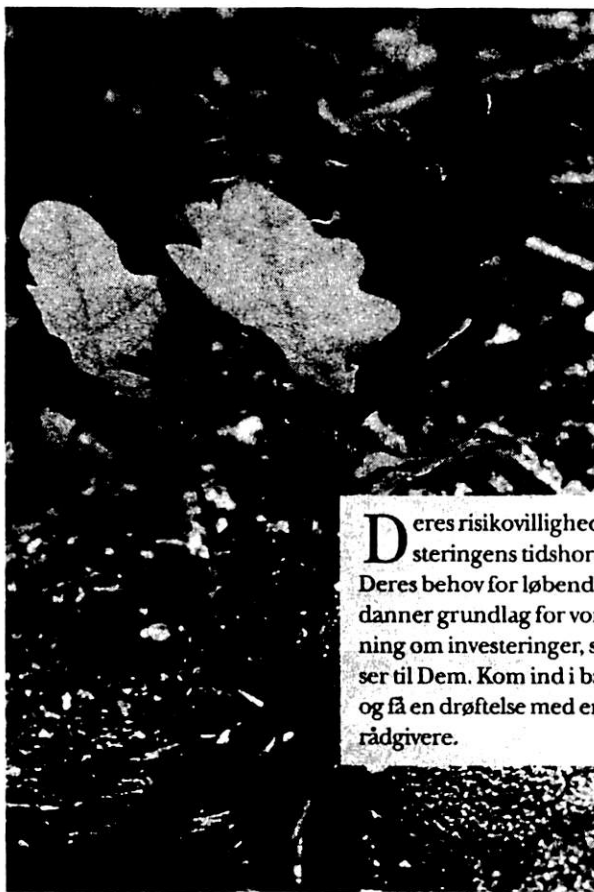 Deres risikovillighed
steringens tidshor
Deres behov for løbend
danner grundlag for vo
ning om investeringer, s
ser til Dem. Kom ind i b
og få en drøftelse med e
rådgivere.